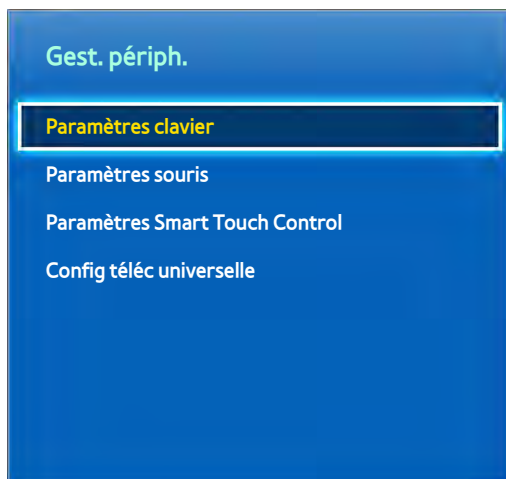 Gest. périph.
Paramètres clavier
Paramètres souris
Paramètres Smart Touch Control
Config téléc universelle